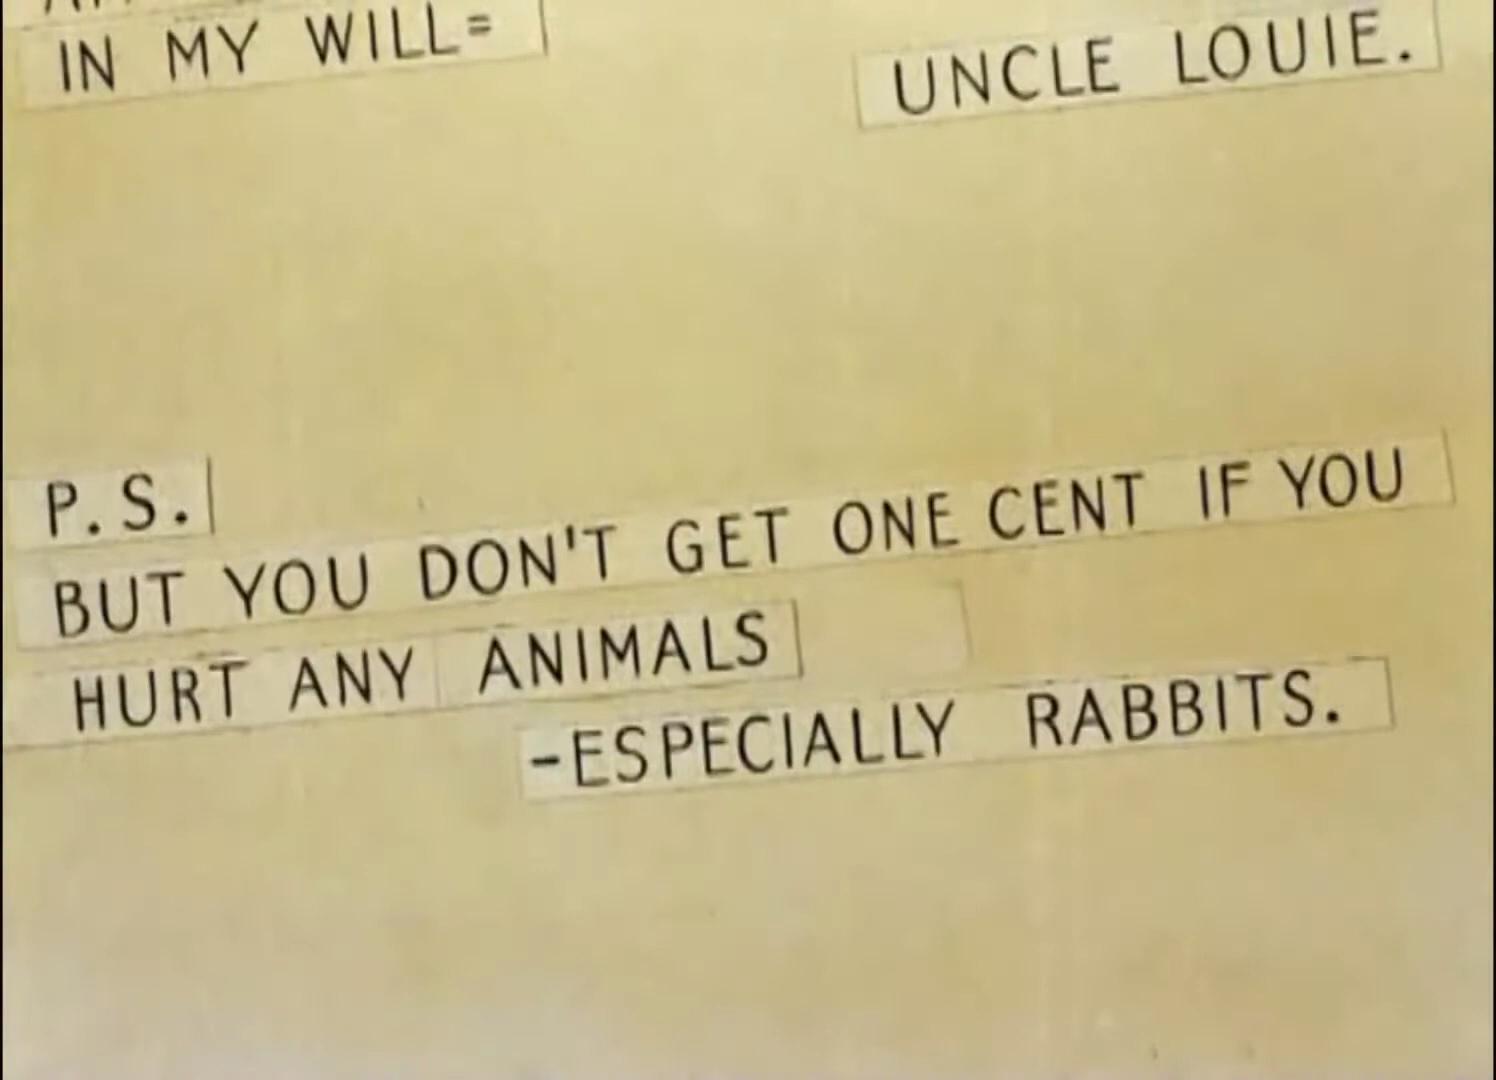 IN MY WILL=
UNCLE LOUIE.
P.S.
BUT YOU DON'T GET ONE CENT IF YOU
HURT ANY ANIMALS
-ESPECIALLY RABBITS.